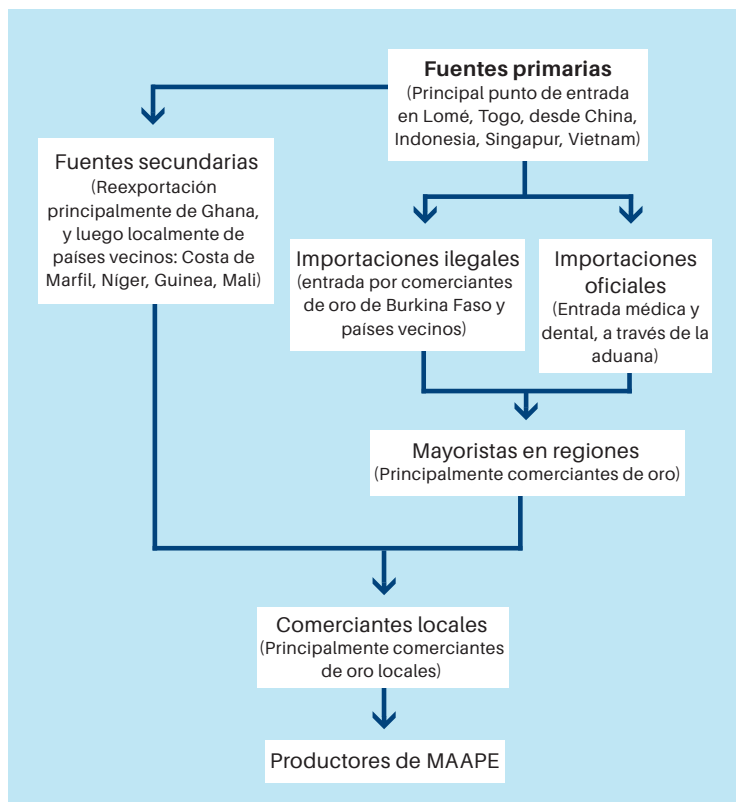 Fuentes primarias
(Principal punto de entrada
en Lomé, Togo, desde China,
Indonesia, Singapur, Vietnam)
Fuentes secundarias
(Reexportación
principalmente de Ghana,
y luego localmente de
países vecinos: Costa de
Marfil, Níger, Guinea, Mali)
Importaciones ilegales
(entrada por comerciantes
de oro de Burkina Faso y
países vecinos)
Importaciones
oficiales
(Entrada médica y
dental, a través de la
aduana)
Mayoristas en regiones
(Principalmente comerciantes de oro)
Comerciantes locales
(Principalmente comerciantes
de oro locales)
Productores de MAAPE